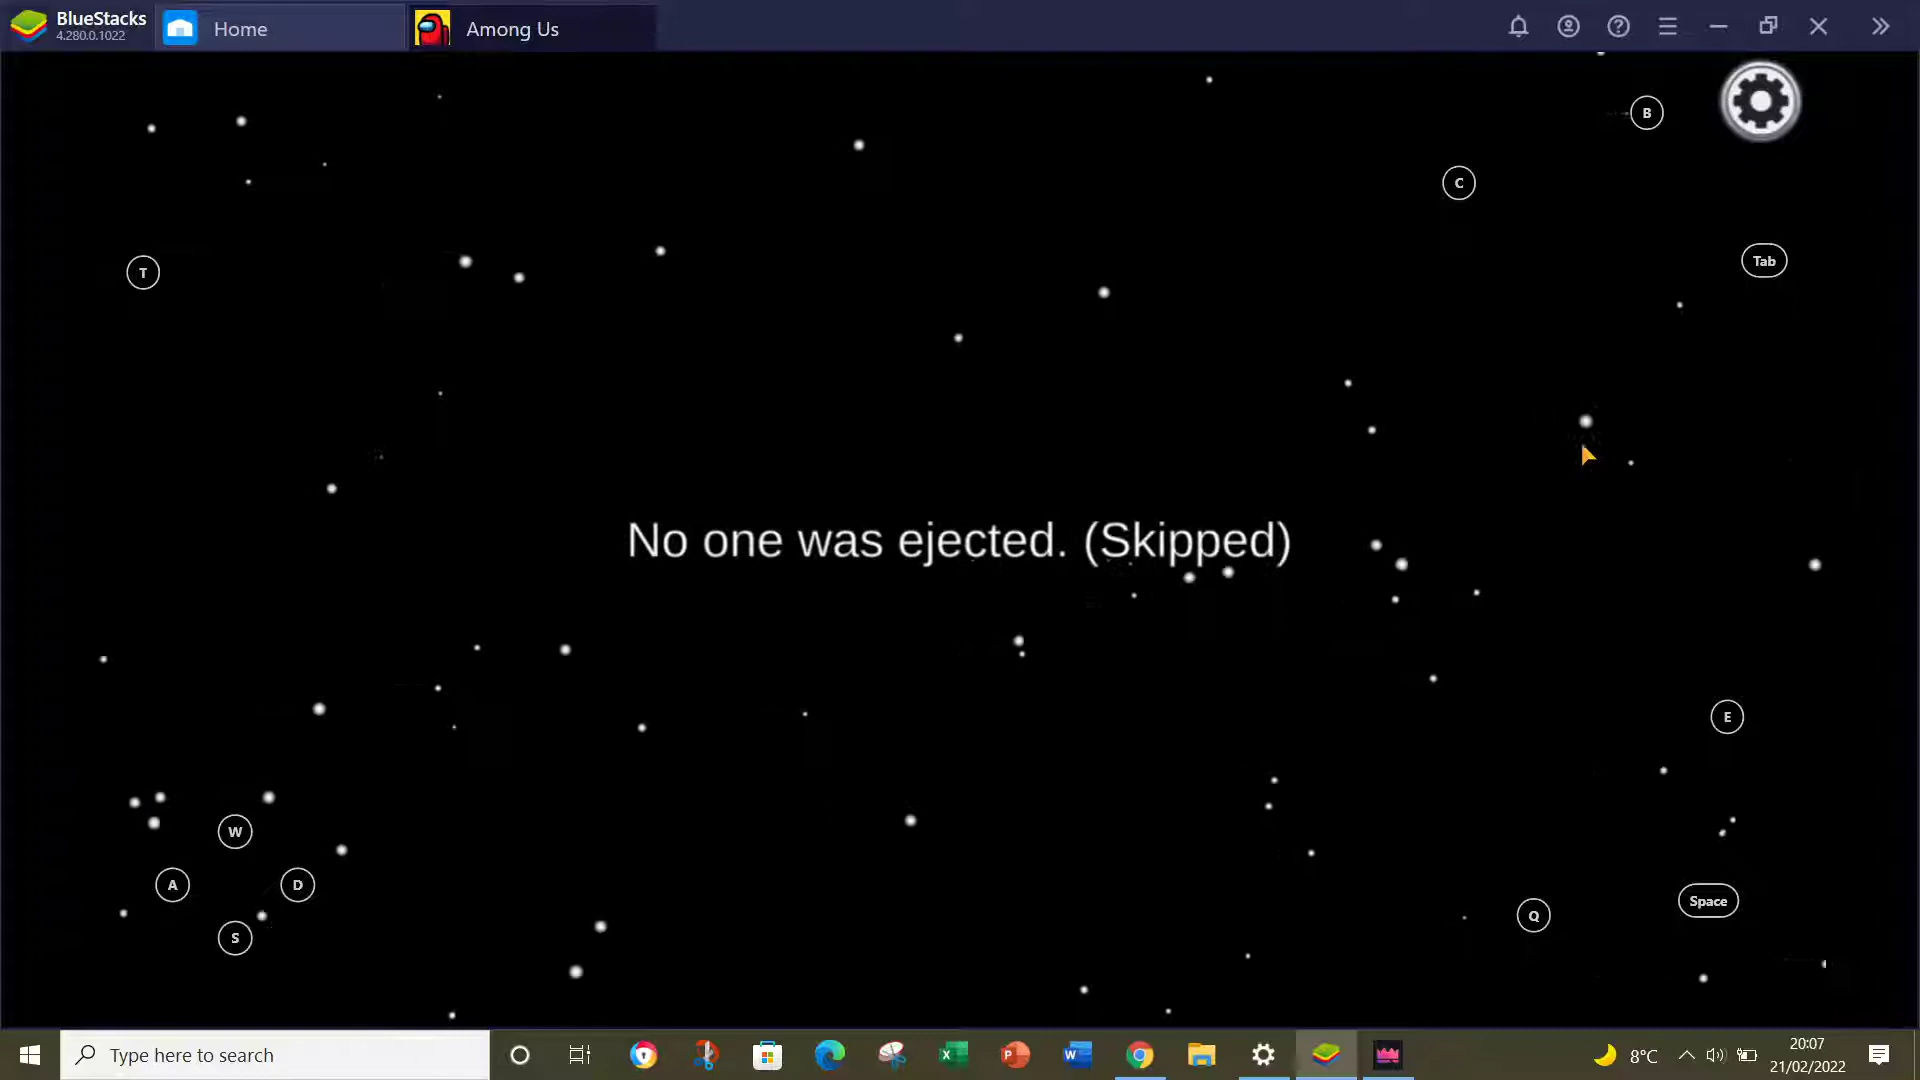 BlueStacks
4.280.0.1022
Home
Among Us
B
C
T
Tab
No one was ejected. (Skipped)
E
W
A
D
S
Q
Space
Type here to search
8°C
20:07
21/02/2022